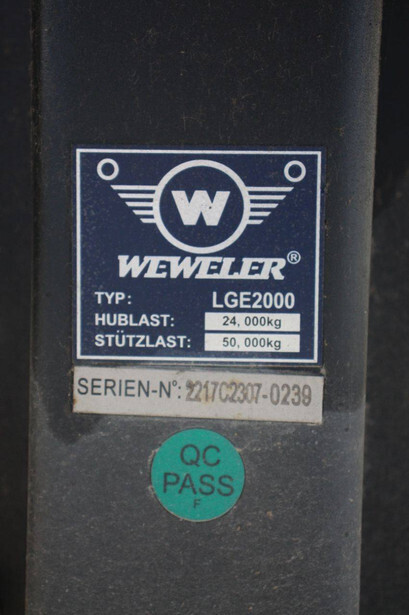 W
WEWELER®
TYP: LGE2000
HUBLAST: 24,000kg
STÜTZLAST: 50,000kg
SERIEN-N°: 2217C2307-0239
QC
PASS
F